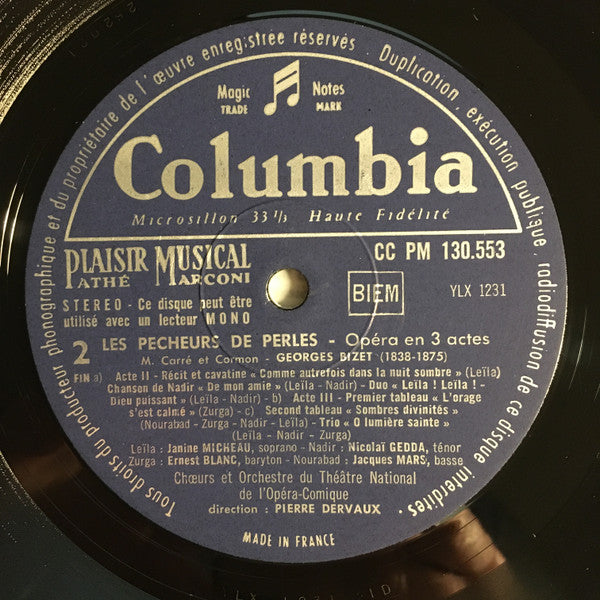 Tous droits du producteur phonographique et du propriétaire de l'œuvre enregistrée réservés. Duplication, exécution publique, radiodiffusion de ce disque interdites.
Magic Notes
TRADE MARK
Columbia
Microsillon 33 1/3 Haute Fidélité
PLAISIR MUSICAL
PATHÉ MARCONI
CC PM 130.553
STEREO - Ce disque peut être
utilisé avec un lecteur MONO
BIEM
YLX 1231
2 LES PECHEURS DE PERLES - Opéra en 3 actes
M. Carré et Cormon - GEORGES BIZET (1838-1875)
FIN a) Acte II - Récit et cavatine « Comme autrefois dans la nuit sombre » (Leïla)
Chanson de Nadir « De mon amie » (Leïla - Nadir) - Duo « Leïla ! Leïla ! -
Dieu puissant » (Leïla - Nadir) - b) Acte III - Premier tableau « L'orage
s'est calmé » (Zurga) - c) Second tableau « Sombres divinités »
(Nourabad - Zurga - Nadir - Leïla) - Trio « O lumière sainte »
(Leïla - Nadir - Zurga)
Leïla : Janine MICHEAU, soprano - Nadir : Nicolaï GEDDA, ténor
Zurga : Ernest BLANC, baryton - Nourabad : Jacques MARS, basse
Chœurs et Orchestre du Théâtre National
de l'Opéra-Comique
direction : PIERRE DERVAUX
MADE IN FRANCE